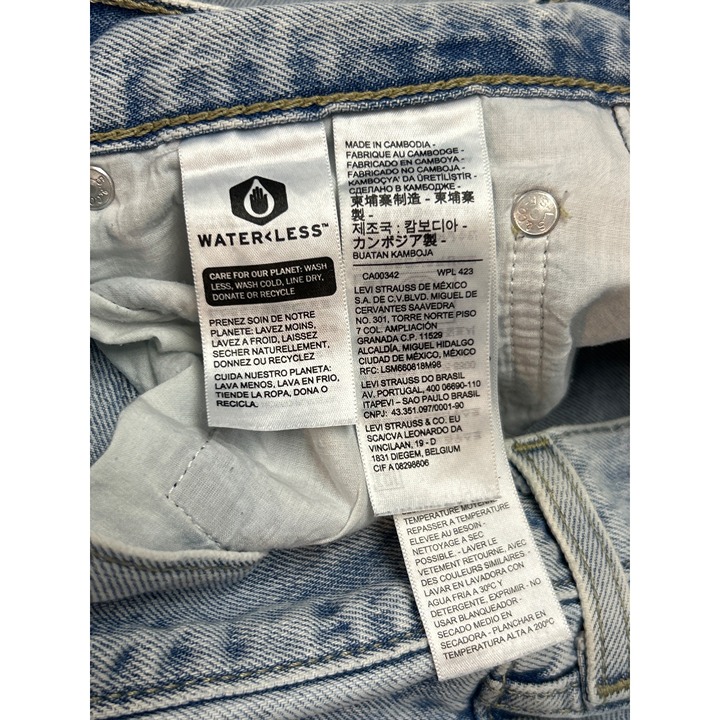 WATER<LESS™
CARE FOR OUR PLANET: WASH
LESS, WASH COLD, LINE DRY,
DONATE OR RECYCLE
PRENEZ SOIN DE NOTRE
PLANETE: LAVEZ MOINS,
LAVEZ A FROID, LAISSEZ
SECHER NATURELLEMENT,
DONNEZ OU RECYCLEZ
CUIDA NUESTRO PLANETA:
LAVA MENOS, LAVA EN FRIO,
TIENDE LA ROPA, DONA O
RECICLA.
MADE IN CAMBODIA -
FABRIQUE AU CAMBODGE -
FABRICADO EN CAMBOYA -
FABRICADO NO CAMBOJA -
KAMBOÇYA' DA ÜRETİLİŞTİR -
СДЕЛАНО В КАМБОДЖЕ -
柬埔寨制造 - 柬埔寨
製 -
제조국 : 캄보디아 -
カンボジア製 -
BUATAN KAMBOJA
CA00342 WPL 423
LEVI STRAUSS DE MÉXICO
S.A. DE C.V.BLVD. MIGUEL DE
CERVANTES SAAVEDRA
NO. 301, TORRE NORTE PISO
7 COL. AMPLIACIÓN
GRANADA C.P. 11529
ALCALDÍA, MIGUEL HIDALGO
CIUDAD DE MÉXICO, MÉXICO
RFC: LSM660818M98
LEVI STRAUSS DO BRASIL
AV. PORTUGAL, 400 06690-110
ITAPEVI – SAO PAULO BRASIL
CNPJ: 43.351.097/0001-90
LEVI STRAUSS & CO. EU
SCA/CVA LEONARDO DA
VINCILAAN, 19 - D
1831 DIEGEM, BELGIUM
CIF A 08298606
TEMPERATURE MOYENNE
REPASSER A TEMPERATURE
ELEVEE AU BESOIN -
NETTOYAGE A SEC
POSSIBLE. - LAVER LE
VETEMENT RETOURNE, AVEC
DES COULEURS SIMILAIRES -
LAVAR EN LAVADORA CON
AGUA FRIA A 30ºC Y
DETERGENTE, EXPRIMIR - NO
USAR BLANQUEADOR -
SECADO MEDIO EN
SECADORA - PLANCHAR EN
TEMPERATURA ALTA A 200ºC